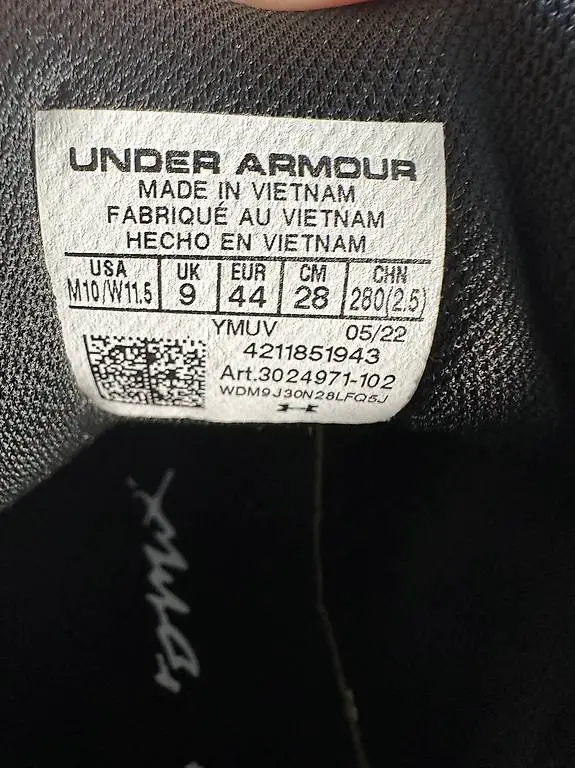 UNDER ARMOUR
MADE IN VIETNAM
FABRIQUÉ AU VIETNAM
HECHO EN VIETNAM
USA UK EUR CM CHN
M10/W11.5 9 44 28 280(2.5)
YMUV 05/22
4211851943
Art.3024971-102
WDM9J30N28LFQ5J